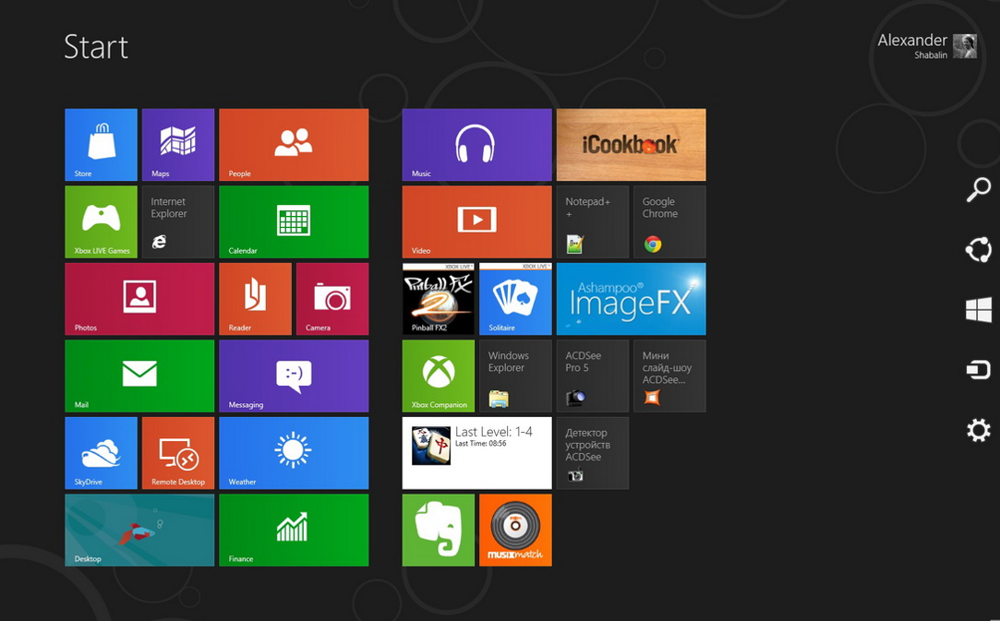 Start
Alexander
Shabalin
Store
Maps
People
Music
iCookbook
Xbox LIVE Games
Internet
Explorer
Calendar
Video
Notepad+
+
Google
Chrome
Photos
Reader
Camera
XBOX LIVE
Pinball FX
2
Pinball FX2
XBOX LIVE
Solitaire
Ashampoo®
ImageFX
Mail
Messaging
Xbox Companion
Windows
Explorer
ACDSee
Pro 5
Мини
слайд-шоу
ACDSee...
SkyDrive
Remote Desktop
Weather
Last Level: 1-4
Last Time: 08:56
Детектор
устройств
ACDSee
Desktop
Finance
musixmatch